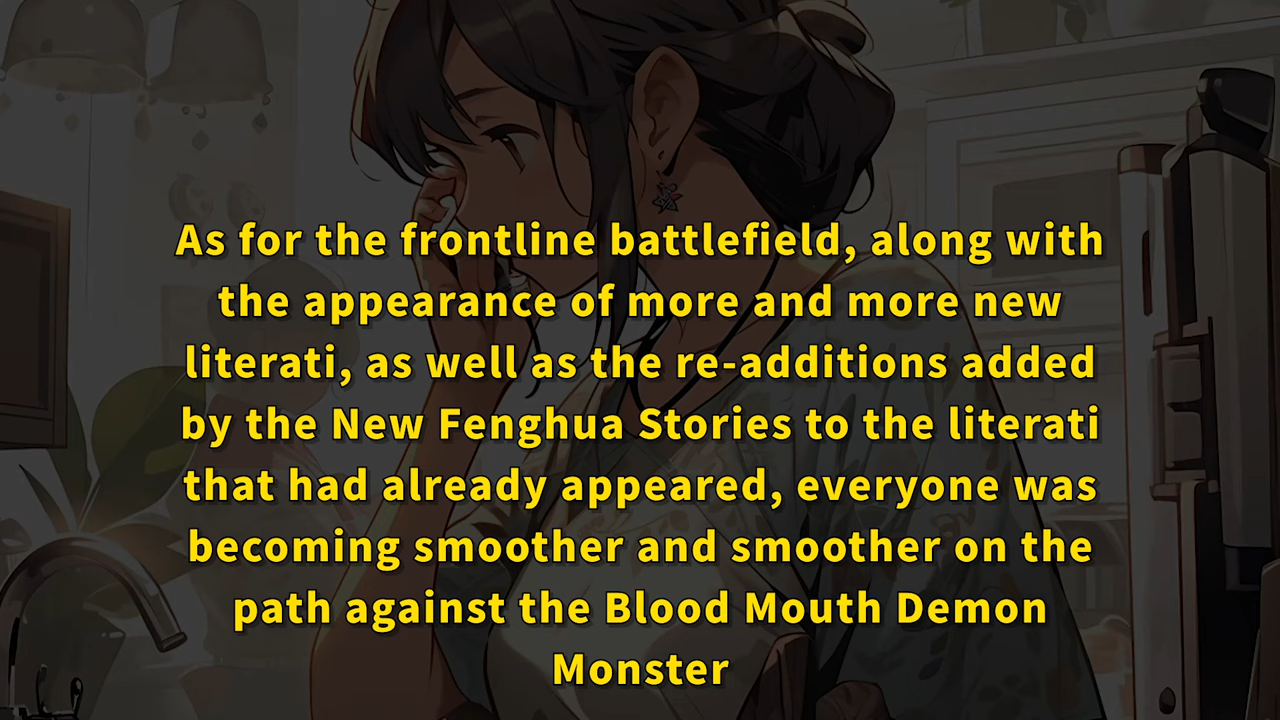 As for the frontline battlefield, along with
the appearance of more and more new
literati, as well as the re-additions added
by the New Fenghua Stories to the literati
that had already appeared, everyone was
becoming smoother and smoother on the
path against the Blood Mouth Demon
Monster